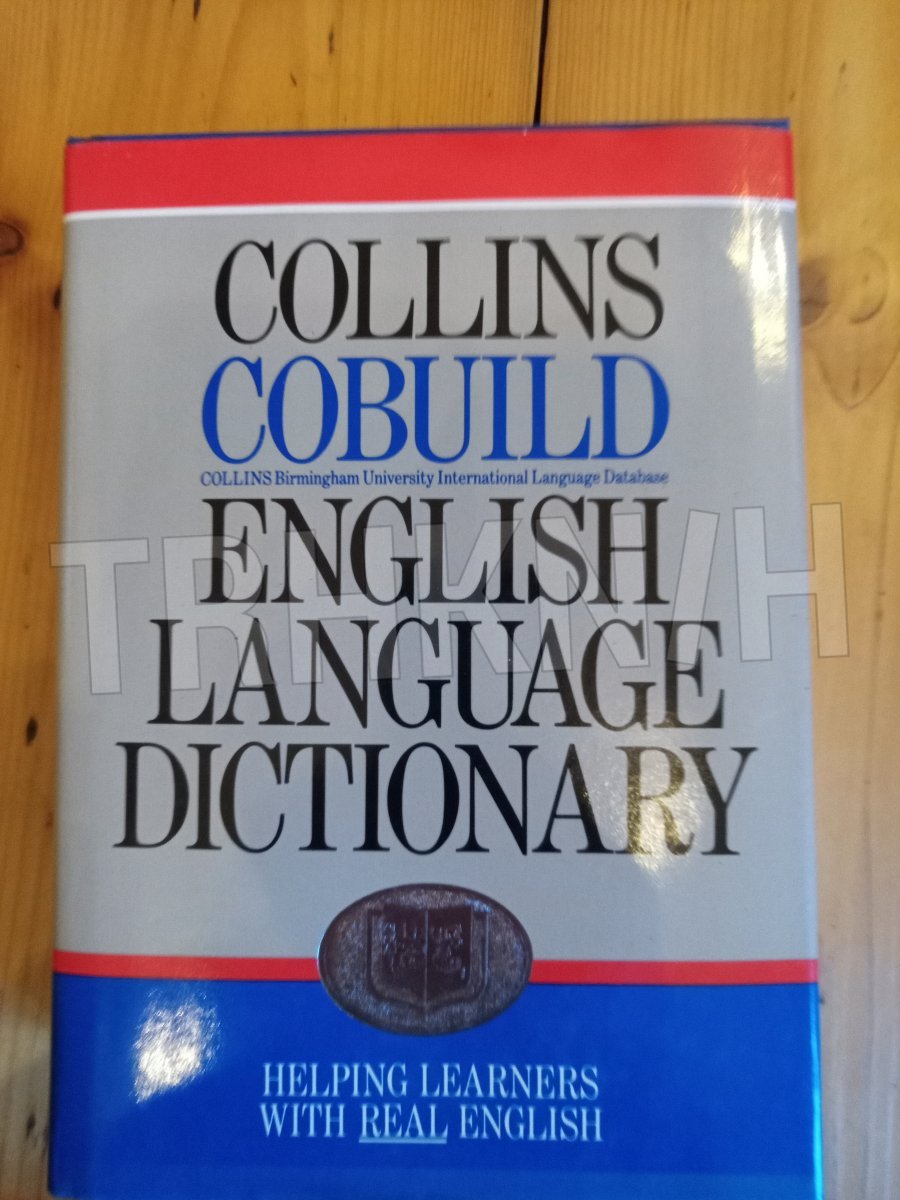 COLLINS
COBUILD
COLLINS Birmingham University International Language Database
ENGLISH
LANGUAGE
DICTIONARY
HELPING LEARNERS
WITH REAL ENGLISH